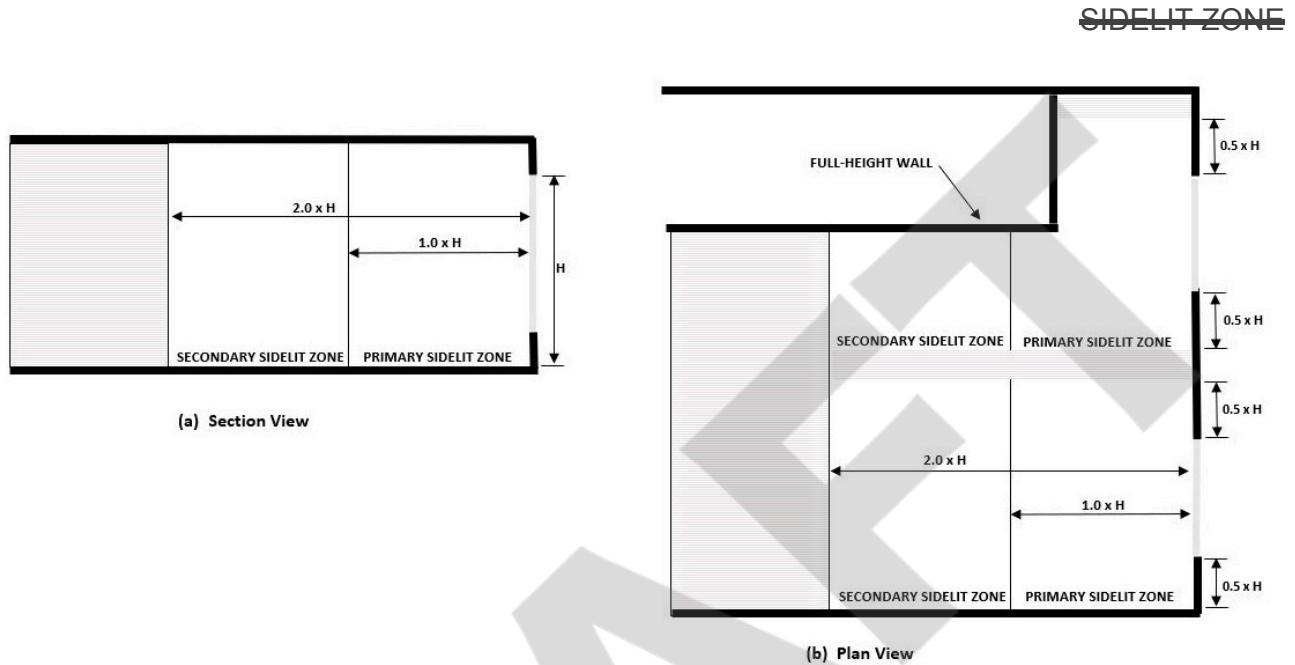 SIDELIT ZONE
2.0 x H
1.0 x H
H
SECONDARY SIDELIT ZONE
PRIMARY SIDELIT ZONE
(a) Section View
0.5 x H
FULL-HEIGHT WALL
0.5 x H
SECONDARY SIDELIT ZONE
PRIMARY SIDELIT ZONE
0.5 x H
2.0 x H
1.0 x H
0.5 x H
SECONDARY SIDELIT ZONE
PRIMARY SIDELIT ZONE
(b) Plan View
AFT